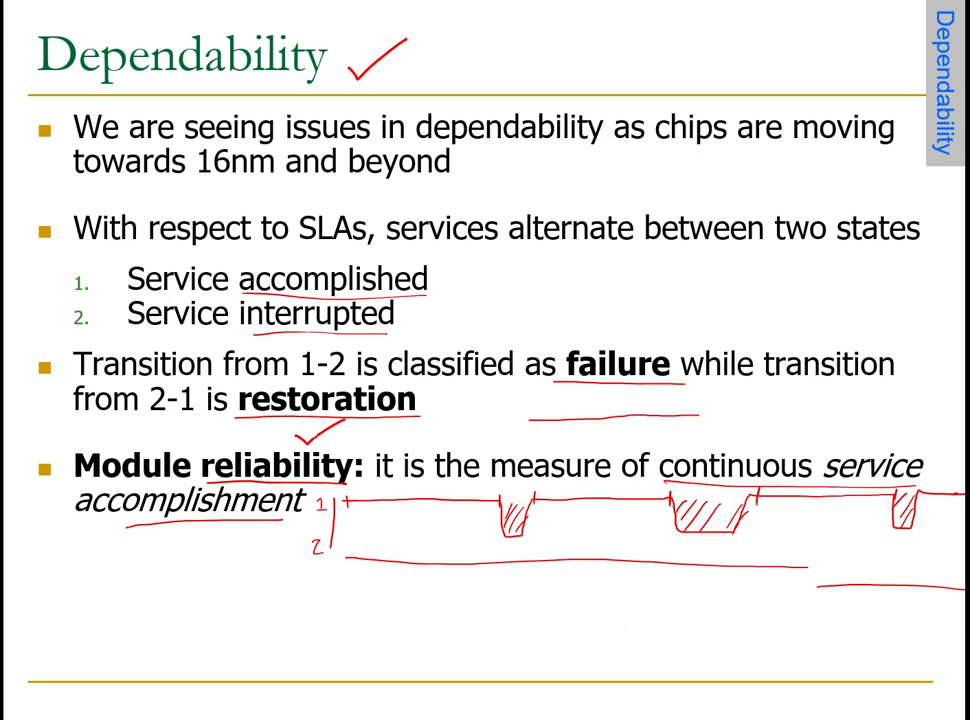 Dependability
Dependability
We are seeing issues in dependability as chips are moving
towards 16nm and beyond
With respect to SLAs, services alternate between two states
1. Service accomplished
2. Service interrupted
Transition from 1-2 is classified as failure while transition
from 2-1 is restoration
Module reliability: it is the measure of continuous service
accomplishment 1
2